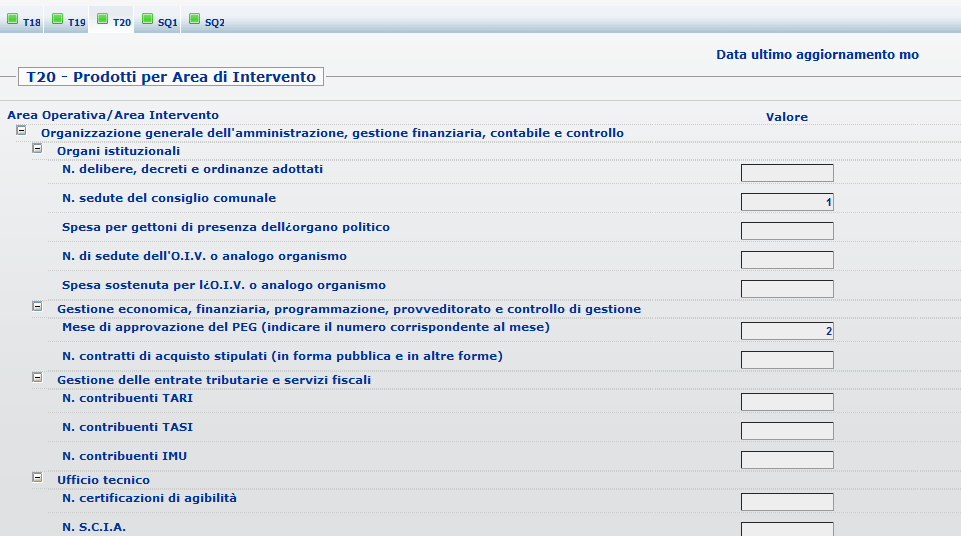 T18 T19 T20 SQ1 SQ2
Data ultimo aggiornamento mo
T20 - Prodotti per Area di Intervento
Area Operativa/Area Intervento Valore
Organizzazione generale dell'amministrazione, gestione finanziaria, contabile e controllo
Organi istituzionali
N. delibere, decreti e ordinanze adottati
N. sedute del consiglio comunale 1
Spesa per gettoni di presenza dell¿organo politico
N. di sedute dell'O.I.V. o analogo organismo
Spesa sostenuta per l¿O.I.V. o analogo organismo
Gestione economica, finanziaria, programmazione, provveditorato e controllo di gestione
Mese di approvazione del PEG (indicare il numero corrispondente al mese) 2
N. contratti di acquisto stipulati (in forma pubblica e in altre forme)
Gestione delle entrate tributarie e servizi fiscali
N. contribuenti TARI
N. contribuenti TASI
N. contribuenti IMU
Ufficio tecnico
N. certificazioni di agibilità
N. S.C.I.A.